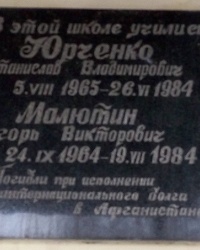 В этой школе учились
Юрченко
Станислав Владимирович
5.VIII 1965-26.VI 1984
Малютин
Игорь Викторович
24.IX 1964-19.VII 1984
Погибли при исполнении
интернационального долга
в Афганистане